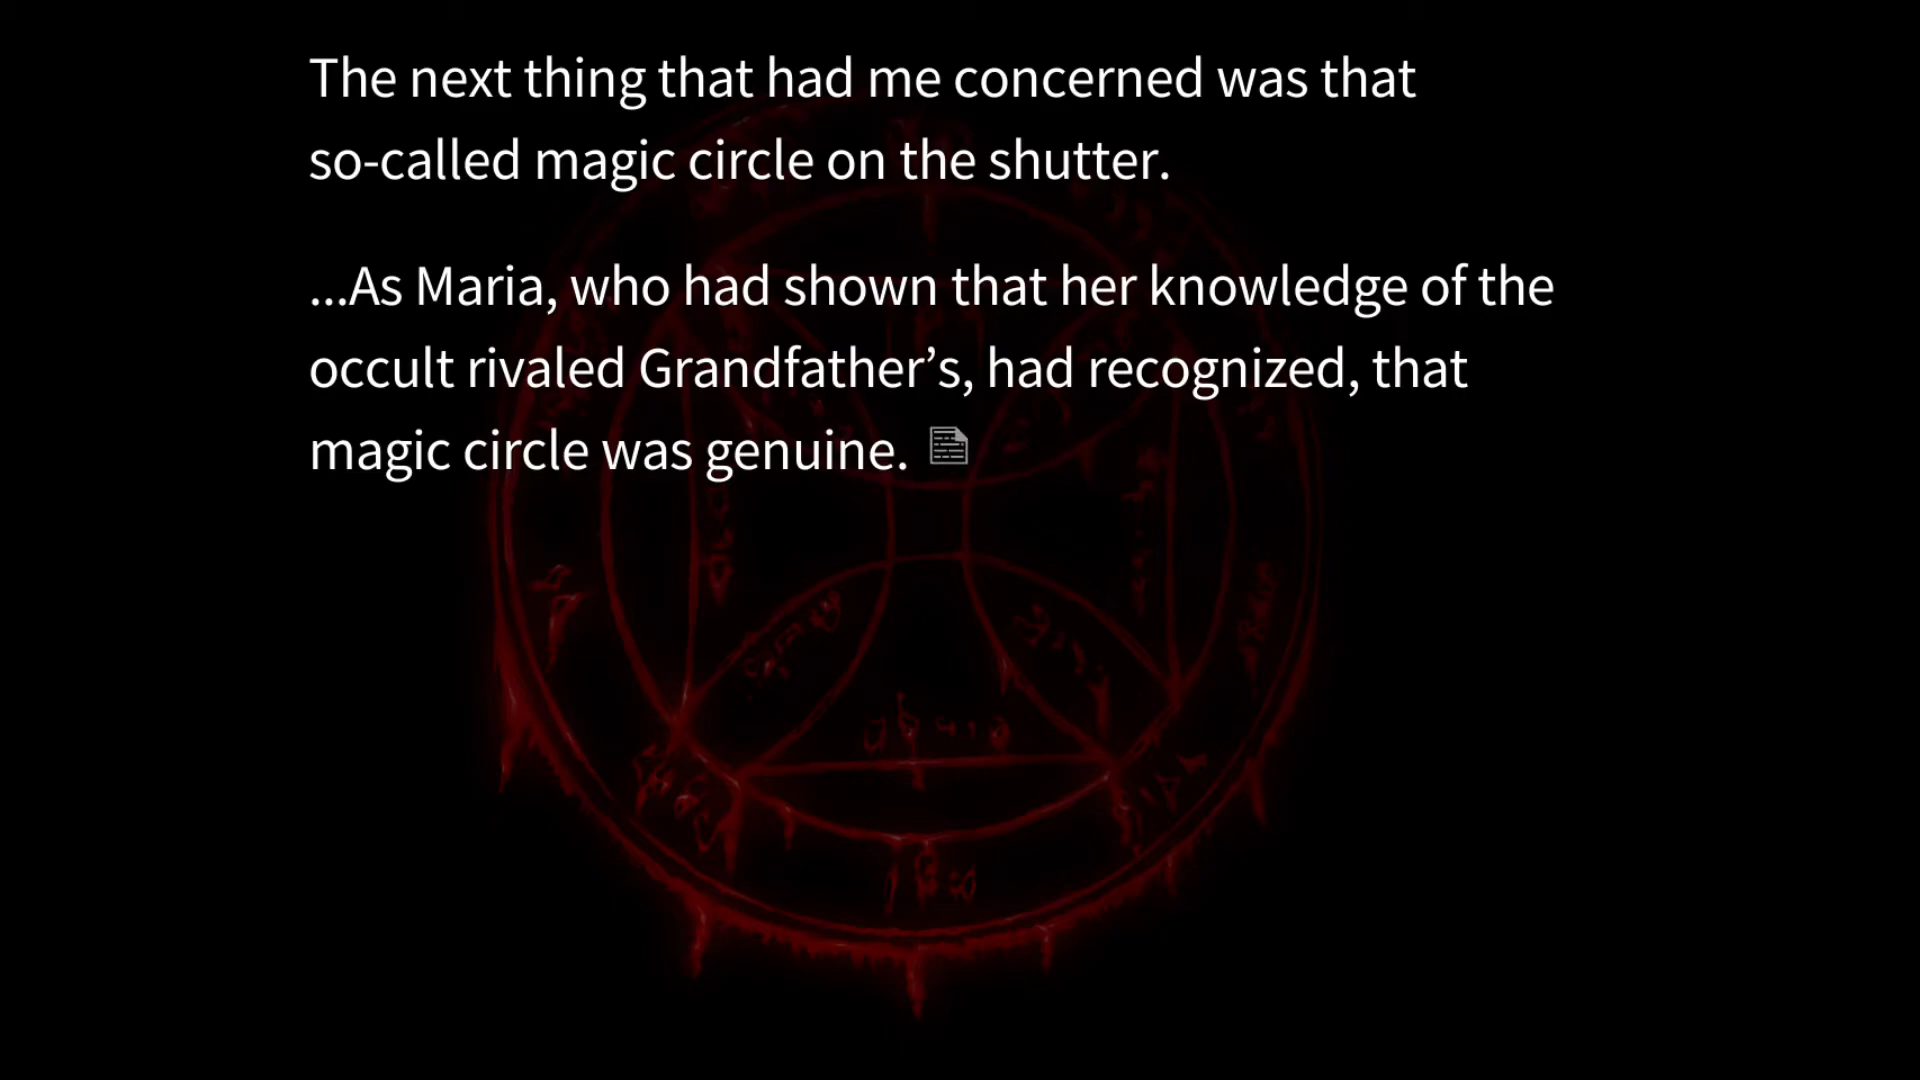 The next thing that had me concerned was that
so-called magic circle on the shutter.
...As Maria, who had shown that her knowledge of the
occult rivaled Grandfather’s, had recognized, that
magic circle was genuine.